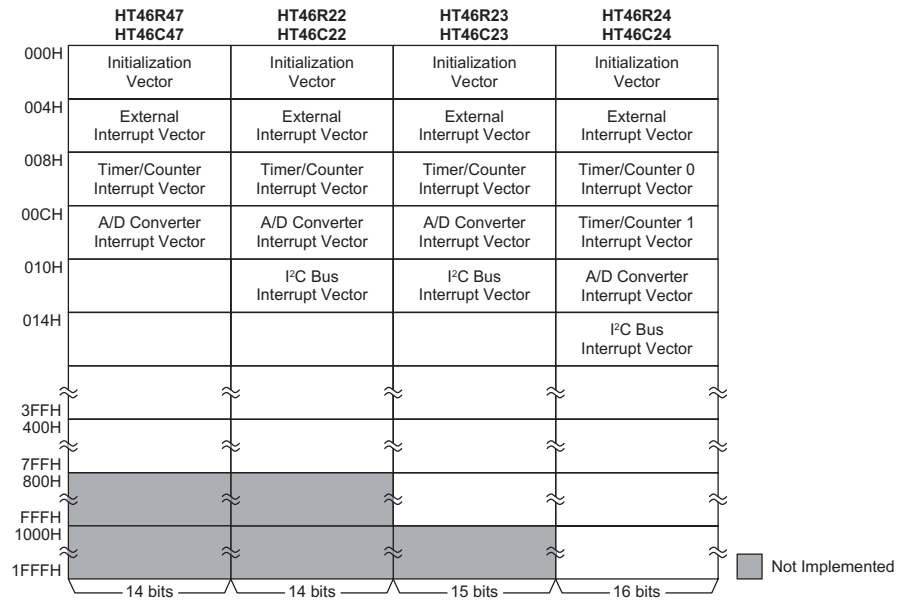 HT46R47 HT46R22 HT46R23 HT46R24
HT46C47 HT46C22 HT46C23 HT46C24
000H
Initialization Initialization Initialization Initialization
Vector Vector Vector Vector
004H
External External External External
Interrupt Vector Interrupt Vector Interrupt Vector Interrupt Vector
008H
Timer/Counter Timer/Counter Timer/Counter Timer/Counter 0
Interrupt Vector Interrupt Vector Interrupt Vector Interrupt Vector
00CH
A/D Converter A/D Converter A/D Converter Timer/Counter 1
Interrupt Vector Interrupt Vector Interrupt Vector Interrupt Vector
010H
I²C Bus I²C Bus A/D Converter
Interrupt Vector Interrupt Vector Interrupt Vector
014H
I²C Bus
Interrupt Vector
3FFH
400H
7FFH
800H
FFFH
1000H
1FFFH
Not Implemented
14 bits 14 bits 15 bits 16 bits